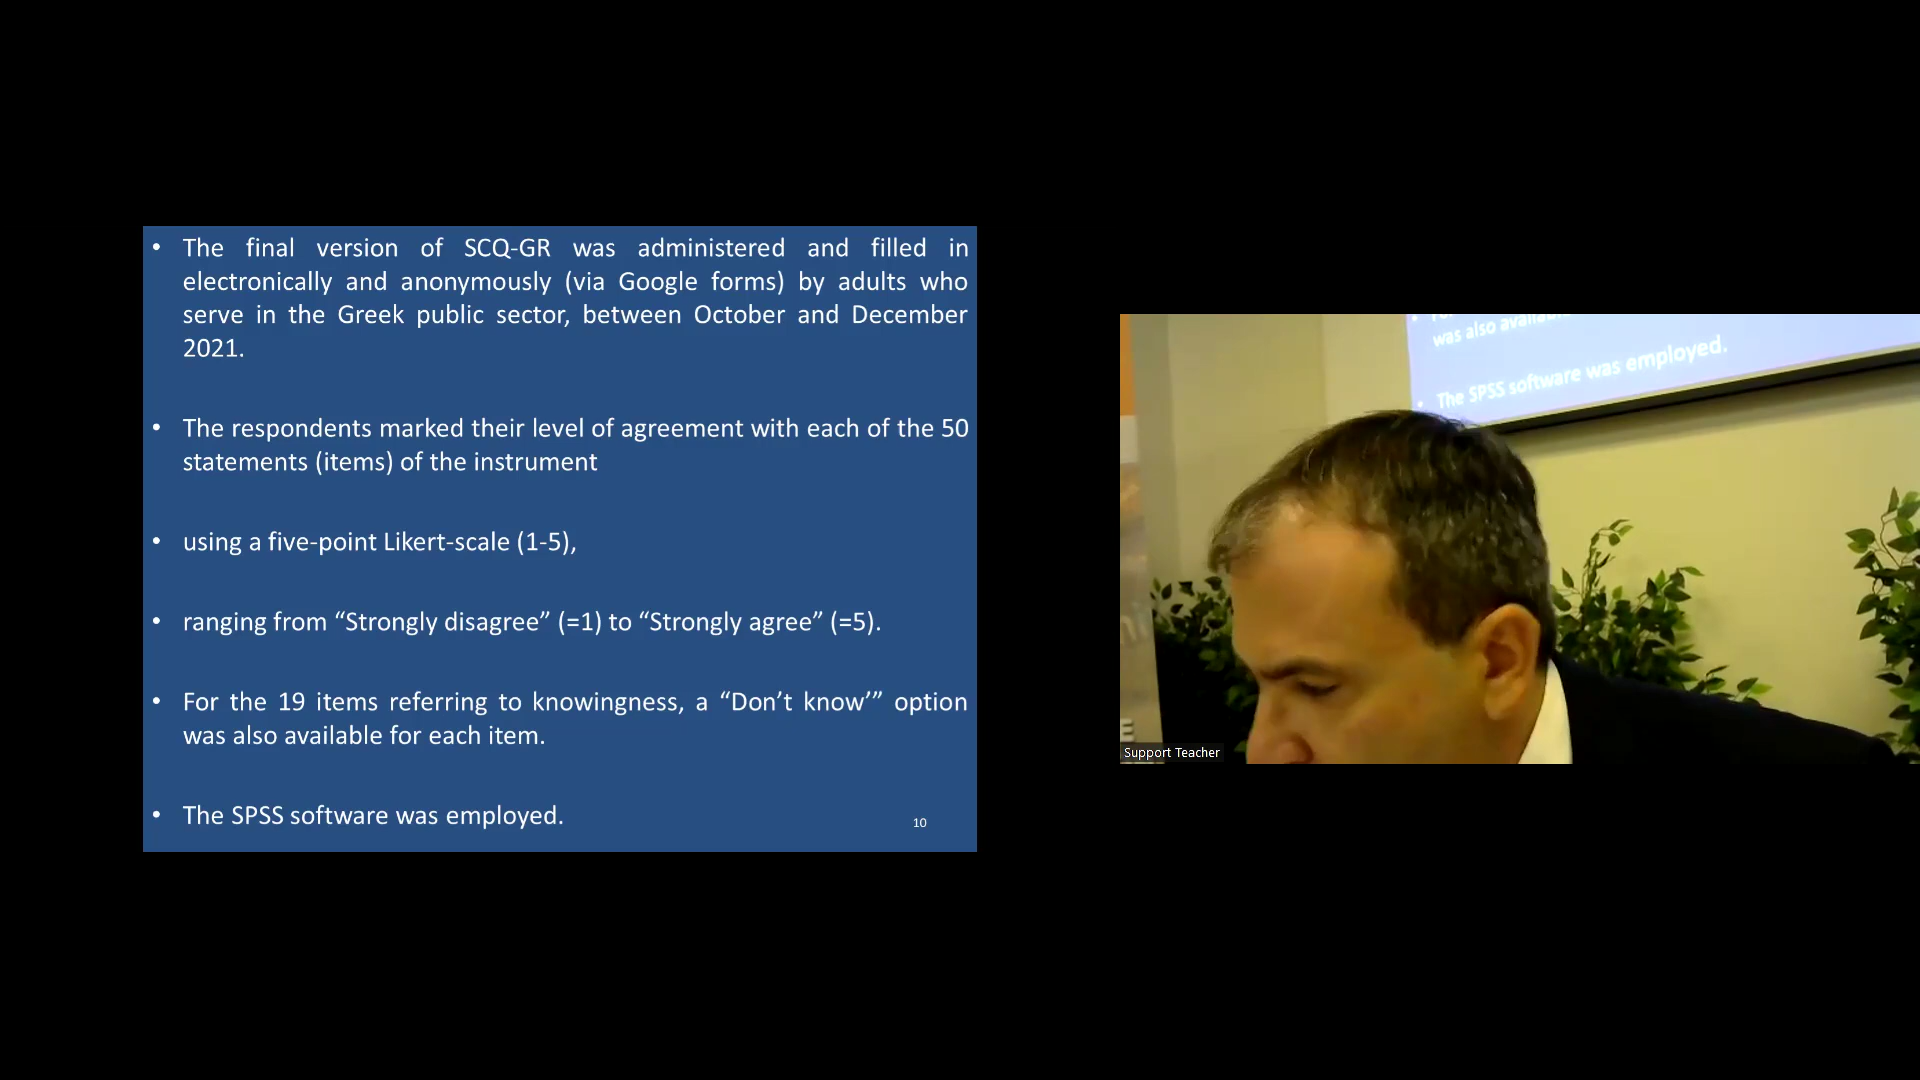 • The final version of SCQ-GR was administered and filled in
electronically and anonymously (via Google forms) by adults who
serve in the Greek public sector, between October and December
2021.
• The respondents marked their level of agreement with each of the 50
statements (items) of the instrument
• using a five-point Likert-scale (1-5),
• ranging from “Strongly disagree” (=1) to “Strongly agree” (=5).
• For the 19 items referring to knowingness, a “Don’t know’” option
was also available for each item.
• The SPSS software was employed.
10
was also available
• The SPSS software was employed.
E
Support Teacher